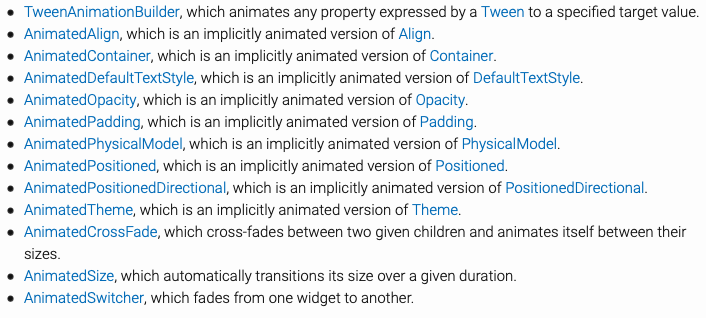 • TweenAnimationBuilder, which animates any property expressed by a Tween to a specified target value.
• AnimatedAlign, which is an implicitly animated version of Align.
• AnimatedContainer, which is an implicitly animated version of Container.
• AnimatedDefaultTextStyle, which is an implicitly animated version of DefaultTextStyle.
• AnimatedOpacity, which is an implicitly animated version of Opacity.
• AnimatedPadding, which is an implicitly animated version of Padding.
• AnimatedPhysicalModel, which is an implicitly animated version of PhysicalModel.
• AnimatedPositioned, which is an implicitly animated version of Positioned.
• AnimatedPositionedDirectional, which is an implicitly animated version of PositionedDirectional.
• AnimatedTheme, which is an implicitly animated version of Theme.
• AnimatedCrossFade, which cross-fades between two given children and animates itself between their
sizes.
• AnimatedSize, which automatically transitions its size over a given duration.
• AnimatedSwitcher, which fades from one widget to another.